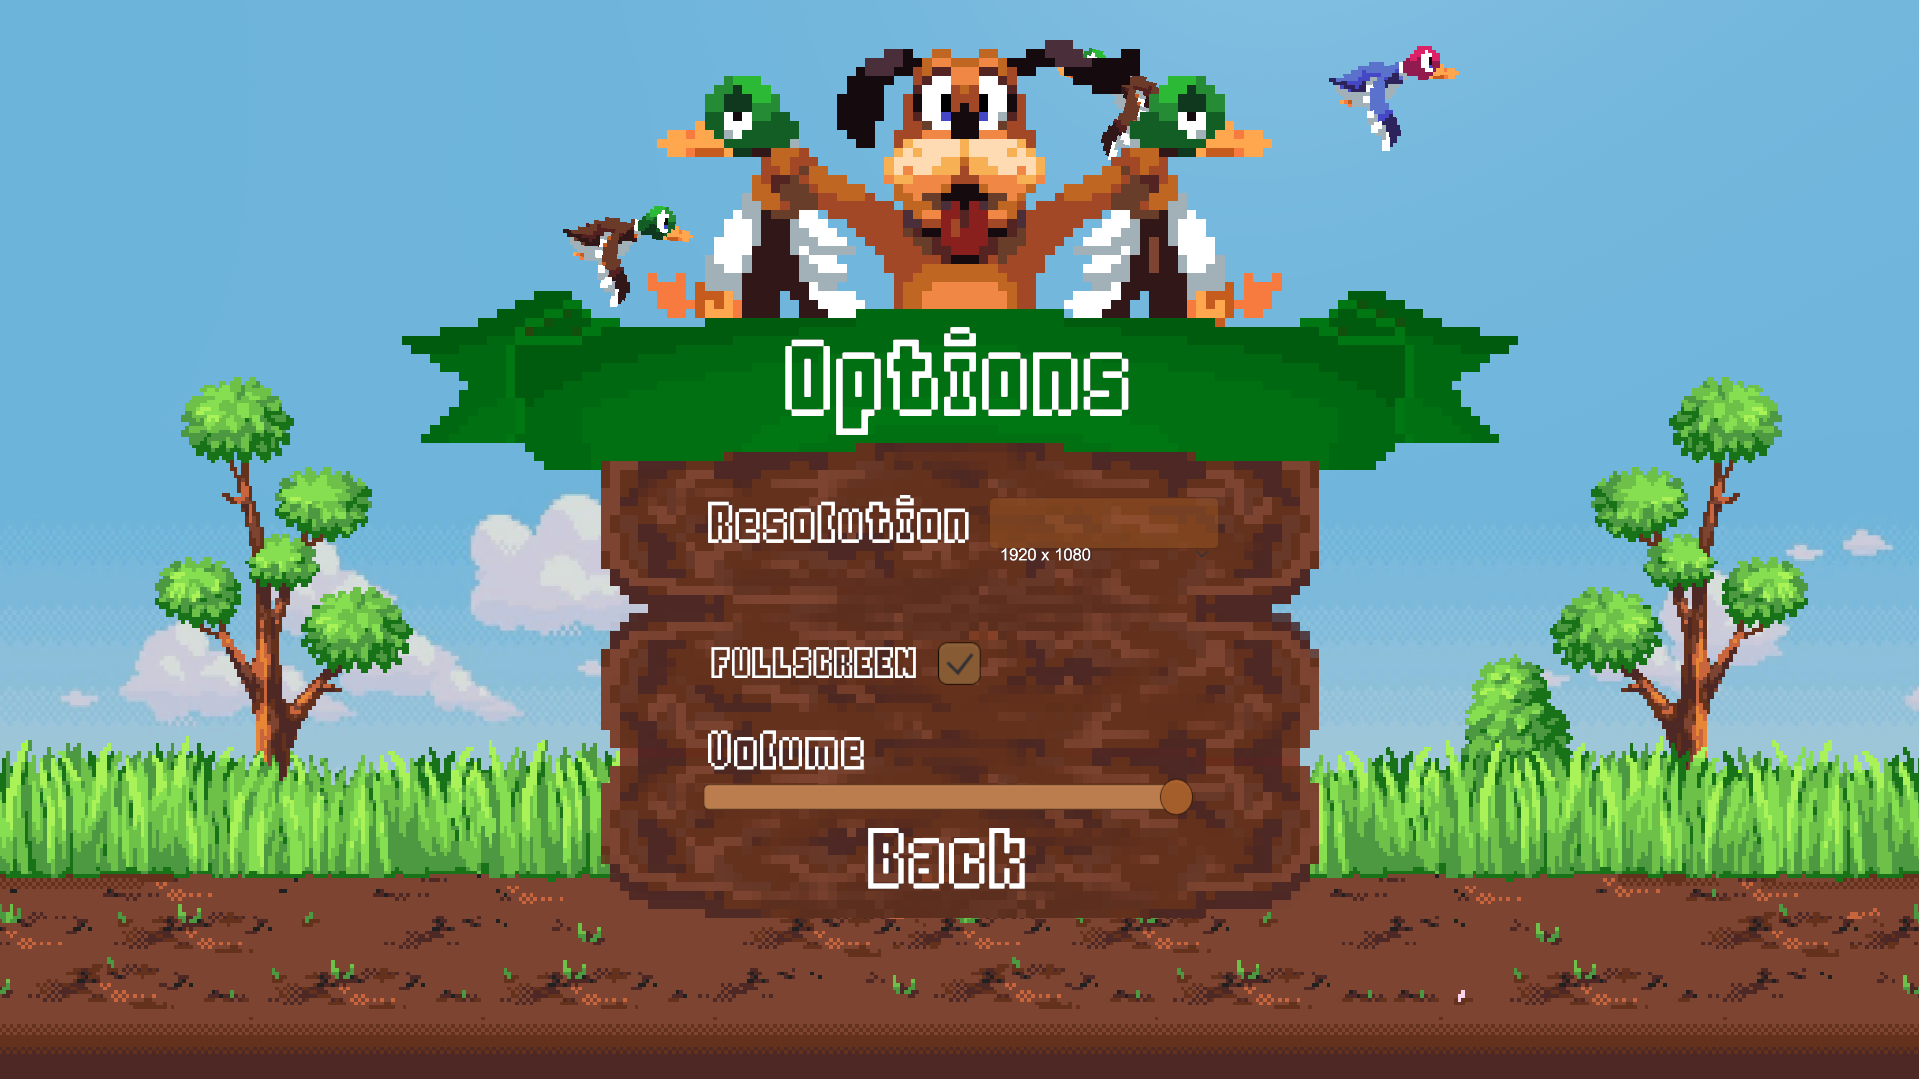 Options
Resolution
1920 x 1080
FULLSCREEN
Volume
Back